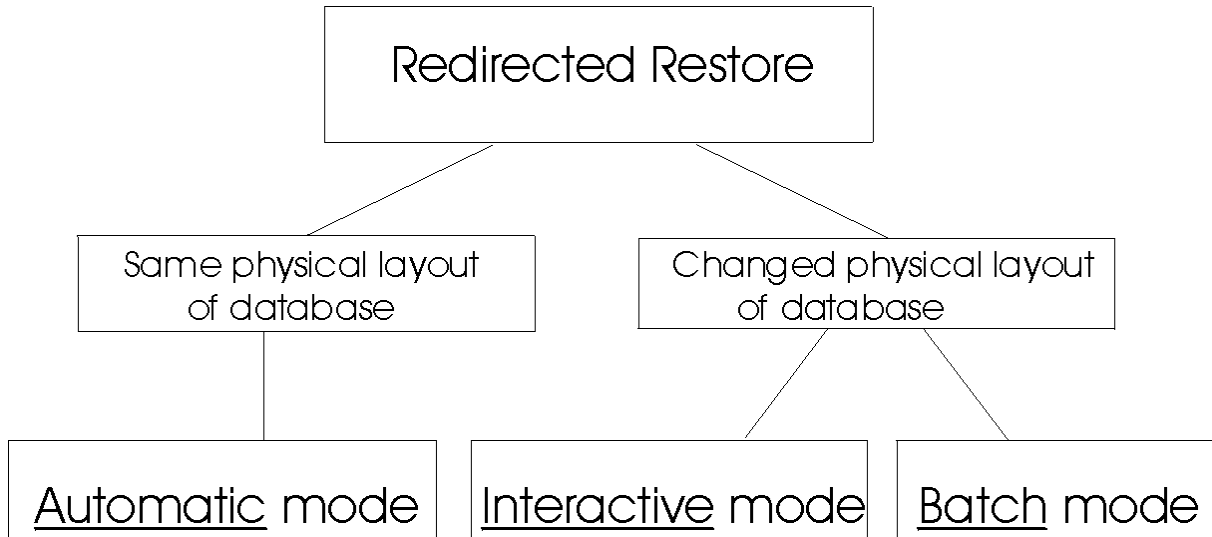 Redirected Restore
Same physical layout
of database
Changed physical layout
of database
Automatic mode
Interactive mode
Batch mode